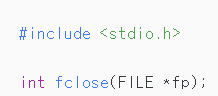 #include <stdio.h>
int fclose(FILE *fp);